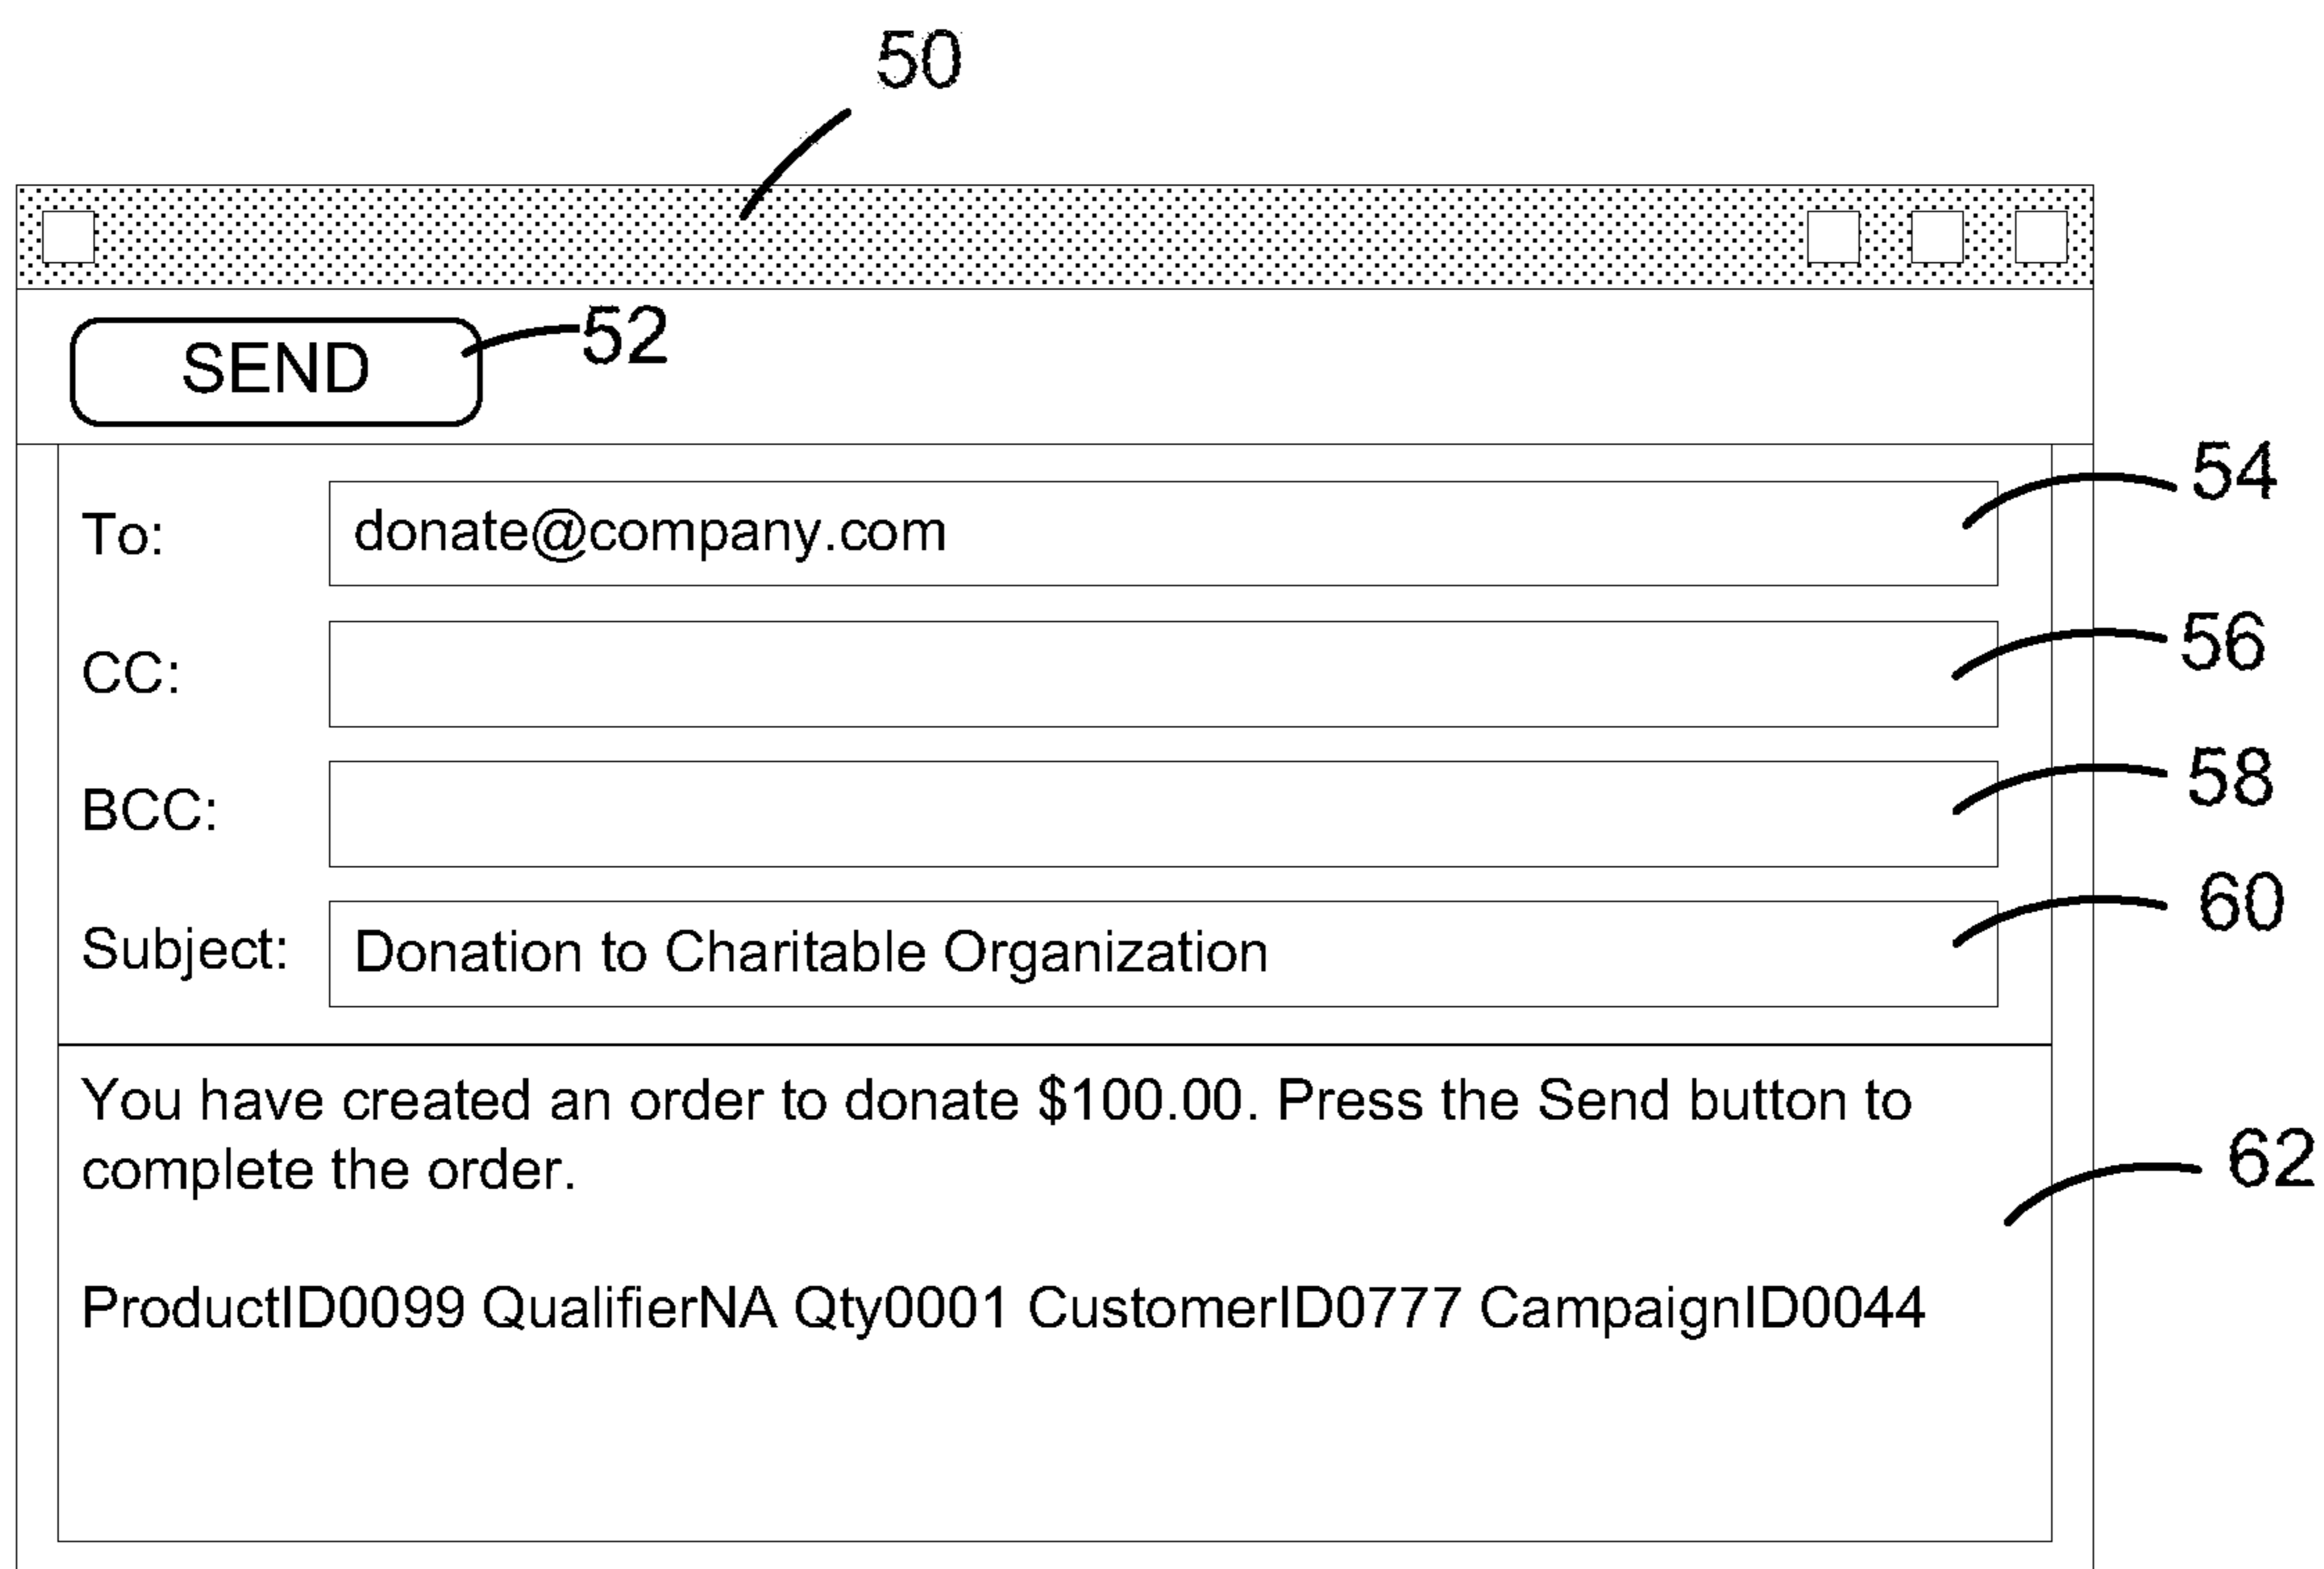 50
SEND
52
To: donate@company.com
54
CC:
56
BCC:
58
Subject: Donation to Charitable Organization
60
You have created an order to donate $100.00. Press the Send button to
complete the order.
62
ProductID0099 QualifierNA Qty0001 CustomerID0777 CampaignID0044